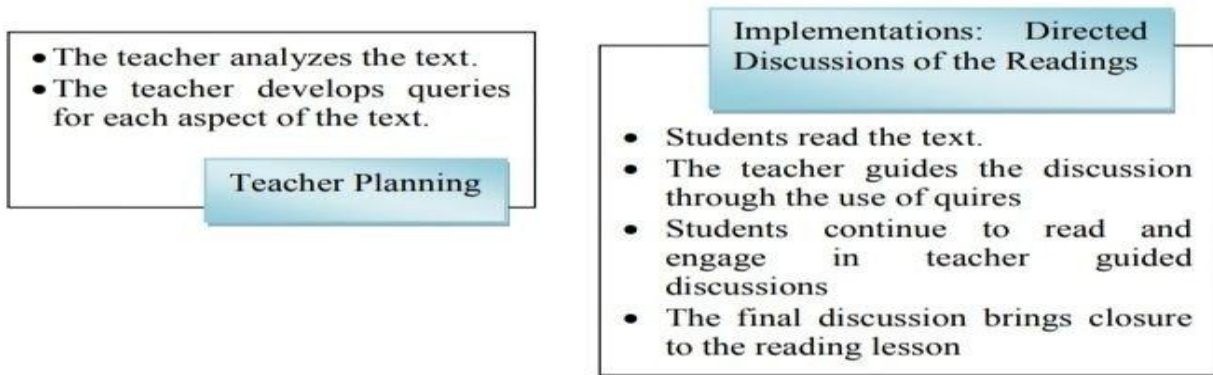 • The teacher analyzes the text.
• The teacher develops queries
for each aspect of the text.
Teacher Planning
Implementations: Directed
Discussions of the Readings
• Students read the text.
• The teacher guides the discussion
through the use of quires
• Students continue to read and
engage in teacher guided
discussions
• The final discussion brings closure
to the reading lesson